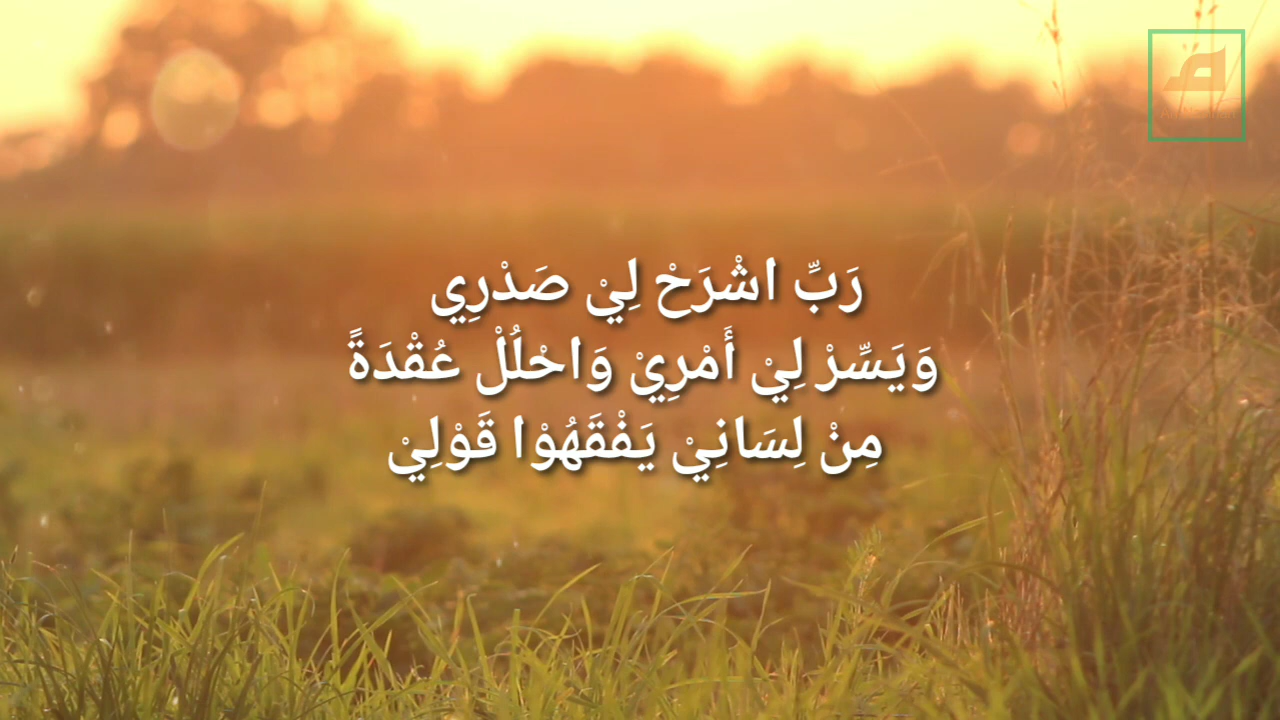 رَبِّ اشْرَحْ لِيْ صَدْرِي
وَيَسِّرْ لِيْ أَمْرِيْ وَاحْلُلْ عُقْدَةً
مِنْ لِسَانِيْ يَفْقَهُوْا قَوْلِيْ